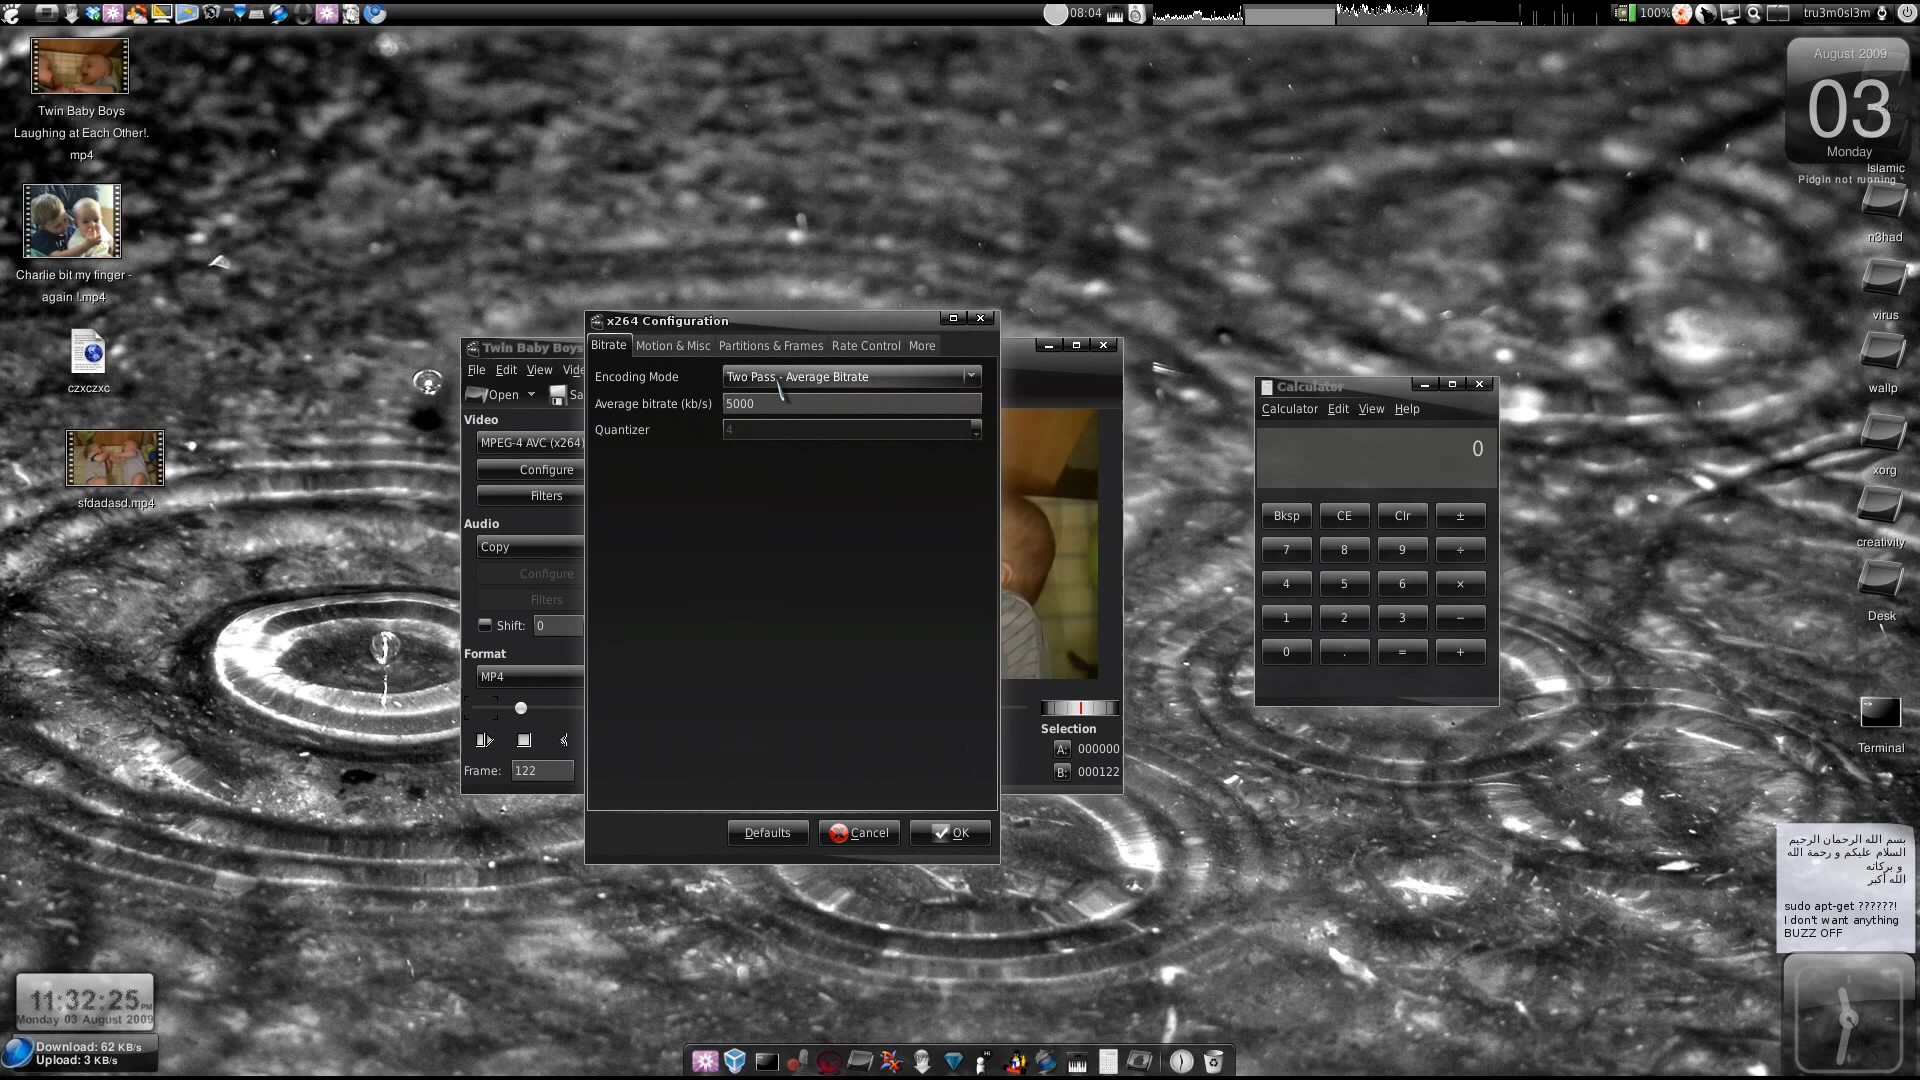 08:04
100%
tru3m0sl3m
Twin Baby Boys
Laughing at Each Other!.
mp4
Charlie bit my finger -
again !.mp4
czxczxc
sfdadasd.mp4
August 2009
03
Monday
Islamic
Pidgin not running
n3had
virus
wallp
xorg
creativity
Desk
Terminal
Twin Baby Boys
File Edit View
Open
Video
MPEG-4 AVC (x264)
Configure
Filters
Audio
Copy
Configure
Filters
Shift: 0
Format
MP4
Frame: 122
Selection
A: 000000
B: 000122
x264 Configuration
Bitrate Motion & Misc Partitions & Frames Rate Control More
Encoding Mode Two Pass - Average Bitrate
Average bitrate (kb/s) 5000
Quantizer 4
Defaults Cancel OK
Calculator
Calculator Edit View Help
0
Bksp CE Clr ±
7 8 9 ÷
4 5 6 ×
1 2 3 −
0 . = +
بسم الله الرحمان الرحيم
السلام عليكم و رحمة الله
و بركاته
الله أكبر
sudo apt-get ??????!
I don't want anything
BUZZ OFF
11:32:25 PM
Monday 03 August 2009
Download: 62 KB/s
Upload: 3 KB/s